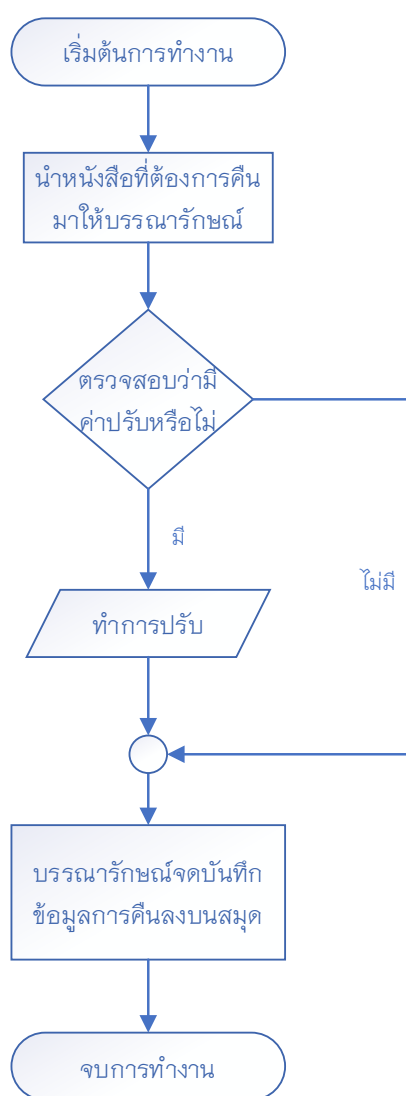 เริ่มต้นการทำงาน
นำหนังสือที่ต้องการคืน
มาให้บรรณารักษณ์
ตรวจสอบว่ามี
ค่าปรับหรือไม่
มี
ไม่มี
ทำการปรับ
บรรณารักษณ์จดบันทึก
ข้อมูลการคืนลงบนสมุด
จบการทำงาน